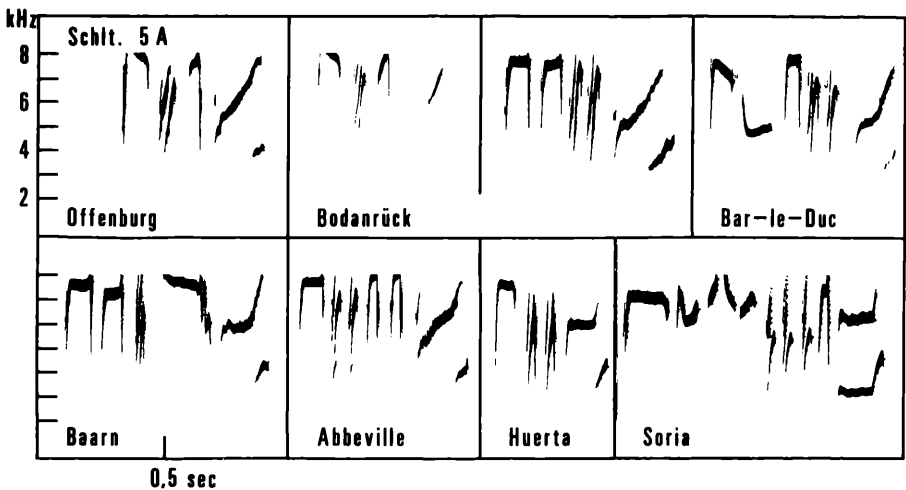 kHz
Schlt. 5 A
8
6
4
2
Offenburg
Bodanrück
Bar-le-Duc
Baarn
Abbeville
Huerta
Soria
0,5 sec